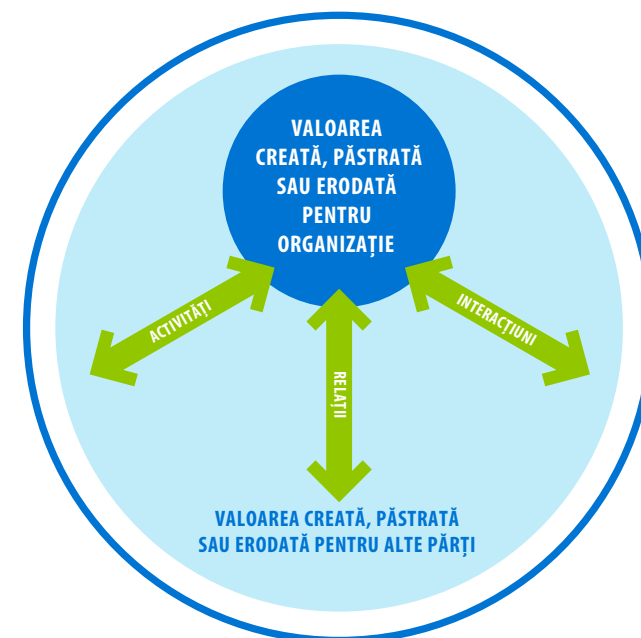 VALOAREA
CREATĂ, PĂSTRATĂ
SAU ERODATĂ
PENTRU
ORGANIZAȚIE
ACTIVITĂȚI
RELAȚII
INTERACȚIUNI
VALOAREA CREATĂ, PĂSTRATĂ
SAU ERODATĂ PENTRU ALTE PĂRȚI